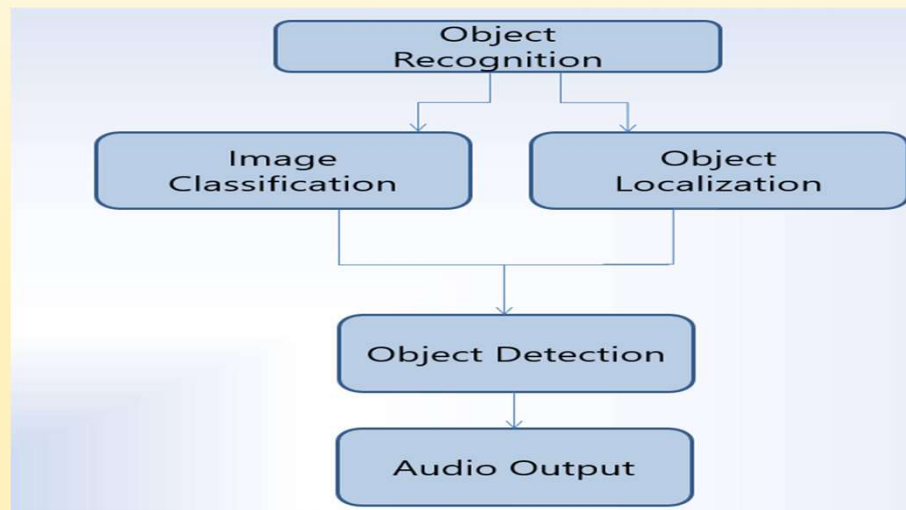 Object
Recognition
Image
Classification
Object
Localization
Object Detection
Audio Output